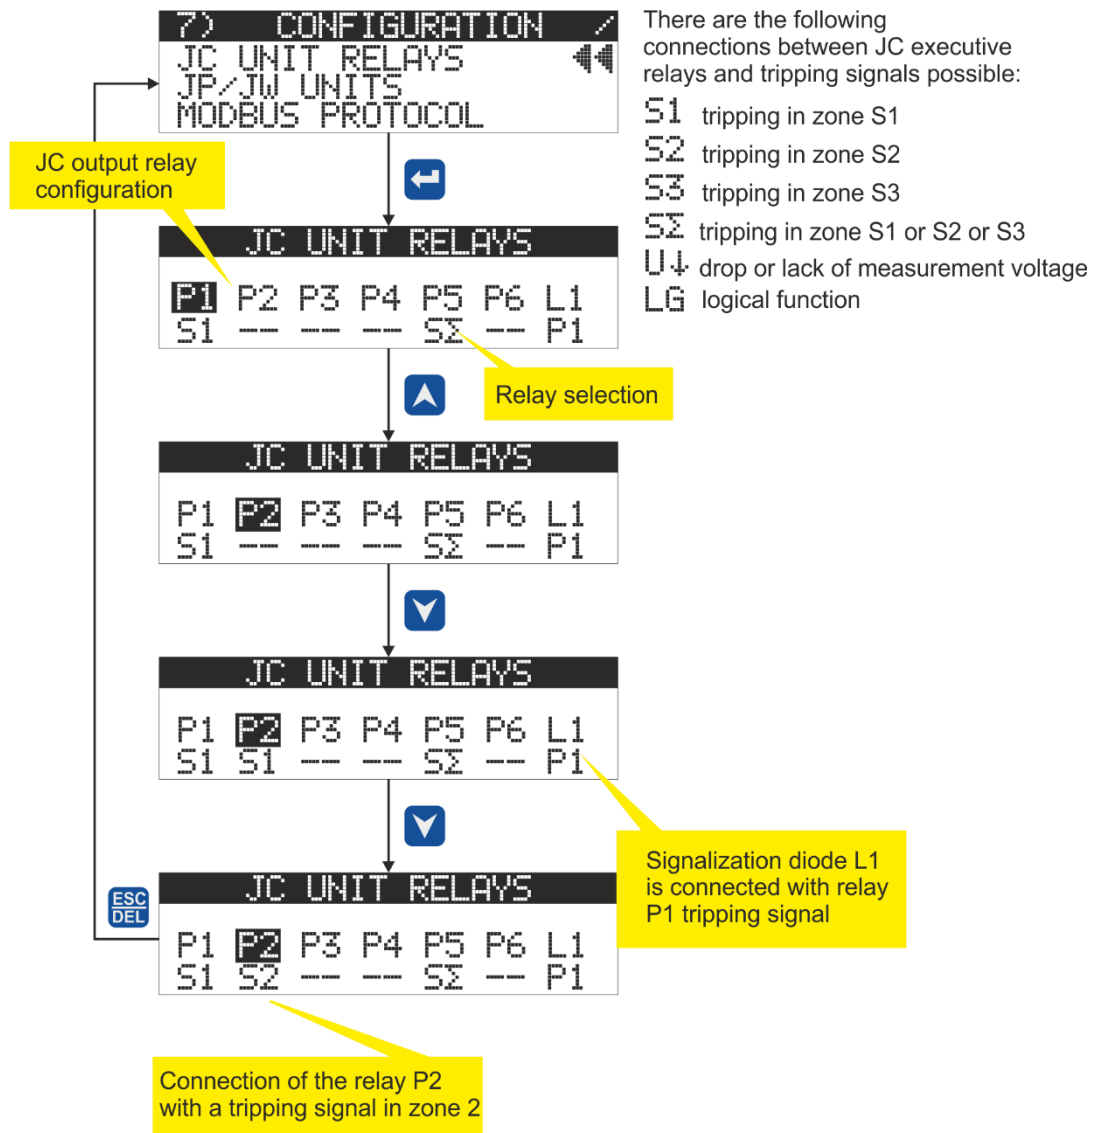 7) CONFIGURATION /
JC UNIT RELAYS
JP/JW UNITS
MODBUS PROTOCOL
There are the following
connections between JC executive
relays and tripping signals possible:
S1 tripping in zone S1
S2 tripping in zone S2
S3 tripping in zone S3
SΣ tripping in zone S1 or S2 or S3
U↓ drop or lack of measurement voltage
LG logical function
JC output relay
configuration
JC UNIT RELAYS
P1 P2 P3 P4 P5 P6 L1
S1 -- -- -- SΣ -- P1
Relay selection
JC UNIT RELAYS
P1 P2 P3 P4 P5 P6 L1
S1 -- -- -- SΣ -- P1
JC UNIT RELAYS
P1 P2 P3 P4 P5 P6 L1
S1 S1 -- -- SΣ -- P1
Signalization diode L1
is connected with relay
P1 tripping signal
ESC
DEL
JC UNIT RELAYS
P1 P2 P3 P4 P5 P6 L1
S1 S2 -- -- SΣ -- P1
Connection of the relay P2
with a tripping signal in zone 2